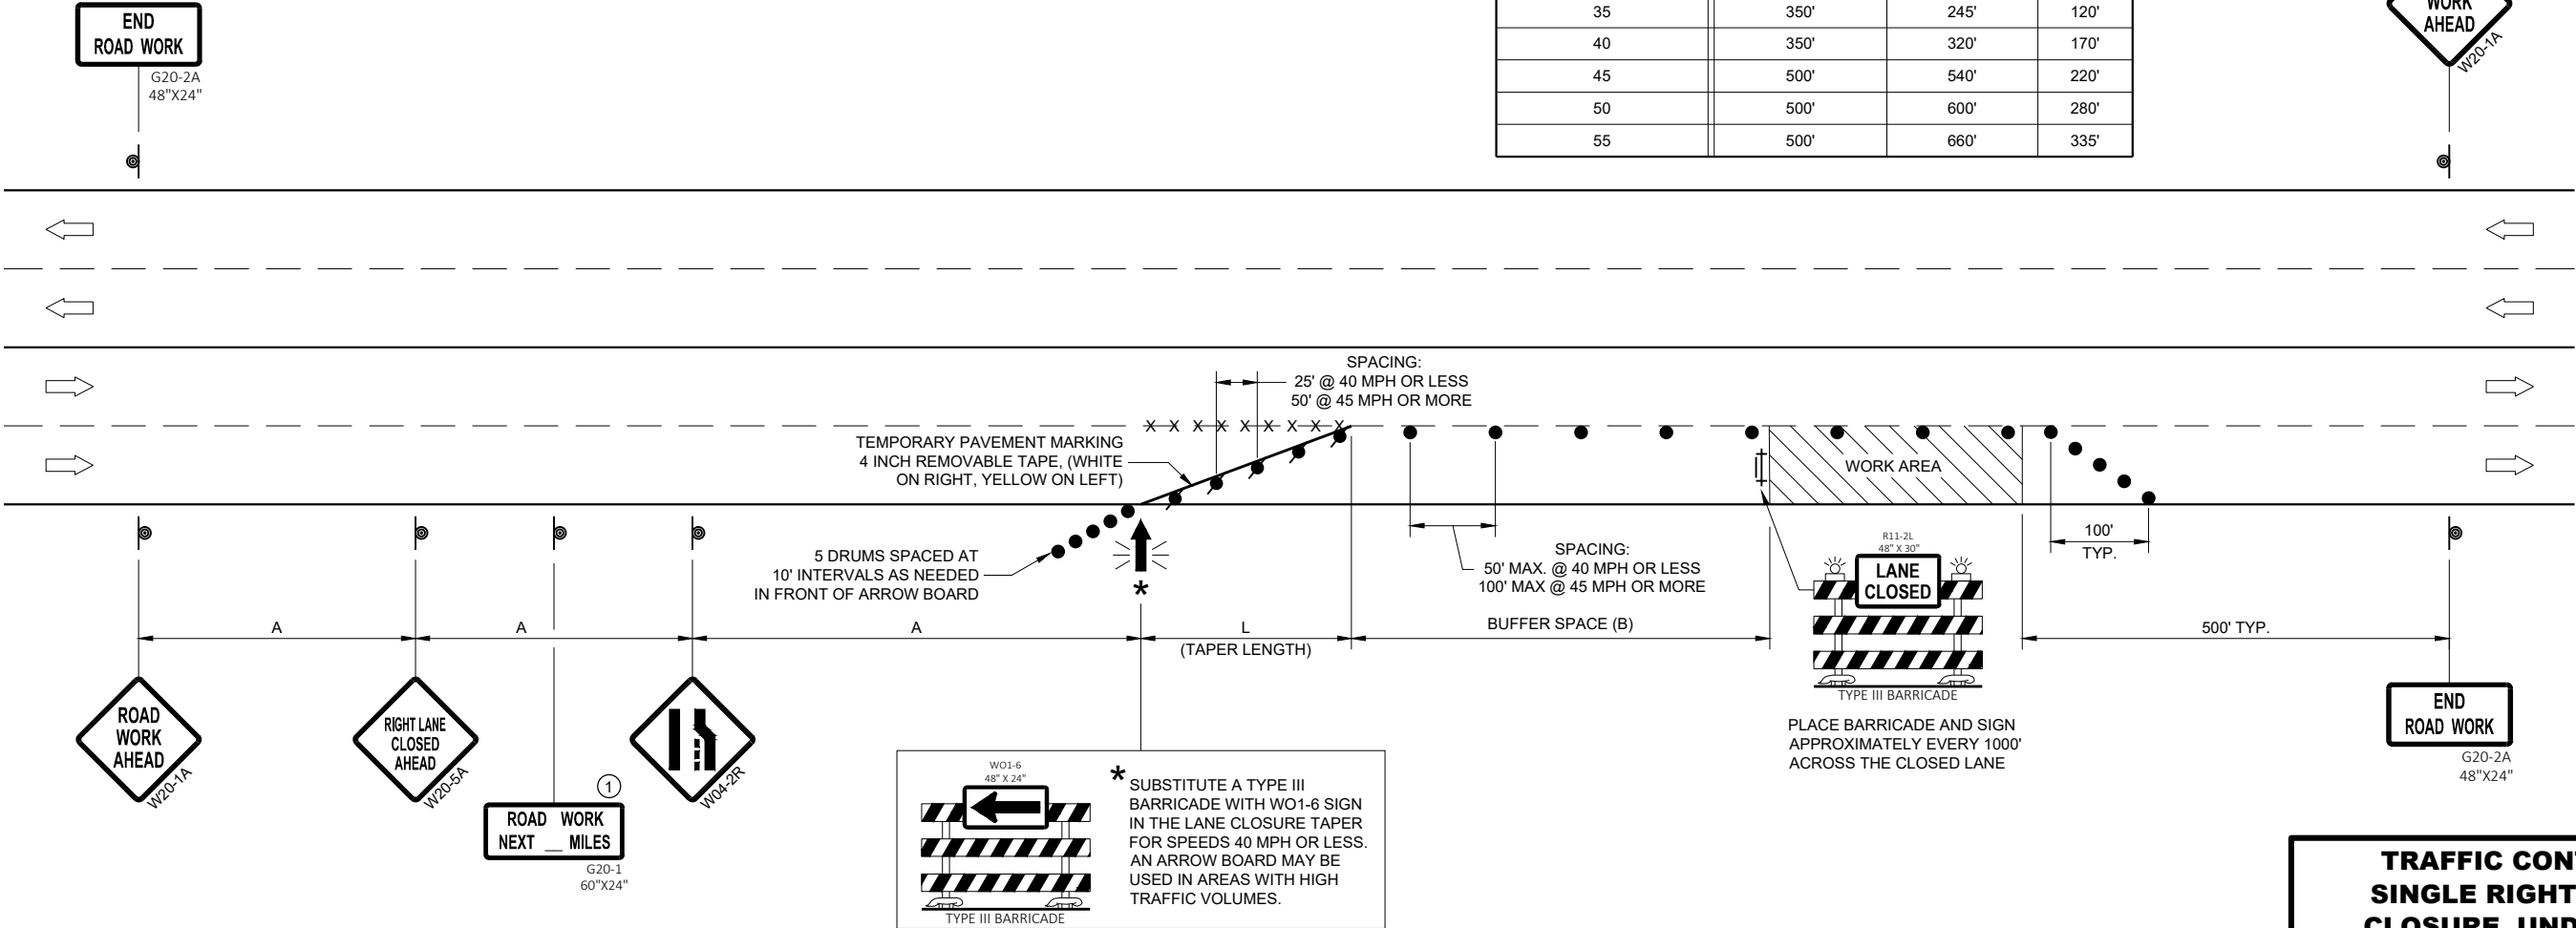 END
ROAD WORK
G20-2A
48"X24"
35 350' 245' 120'
40 350' 320' 170'
45 500' 540' 220'
50 500' 600' 280'
55 500' 660' 335'
WORK
AHEAD
W20-1A
SPACING:
25' @ 40 MPH OR LESS
50' @ 45 MPH OR MORE
X X X X X X X X X
TEMPORARY PAVEMENT MARKING
4 INCH REMOVABLE TAPE, (WHITE
ON RIGHT, YELLOW ON LEFT)
WORK AREA
5 DRUMS SPACED AT
10' INTERVALS AS NEEDED
IN FRONT OF ARROW BOARD
*
SPACING:
50' MAX. @ 40 MPH OR LESS
100' MAX @ 45 MPH OR MORE
R11-2L
48" X 30"
LANE
CLOSED
TYPE III BARRICADE
100'
TYP.
A
A
A
L
(TAPER LENGTH)
BUFFER SPACE (B)
500' TYP.
ROAD
WORK
AHEAD
W20-1A
RIGHT LANE
CLOSED
AHEAD
W20-5A
1
ROAD WORK
NEXT __ MILES
G20-1
60"X24"
W04-2R
WO1-6
48" X 24"
TYPE III BARRICADE
* SUBSTITUTE A TYPE III
BARRICADE WITH WO1-6 SIGN
IN THE LANE CLOSURE TAPER
FOR SPEEDS 40 MPH OR LESS.
AN ARROW BOARD MAY BE
USED IN AREAS WITH HIGH
TRAFFIC VOLUMES.
PLACE BARRICADE AND SIGN
APPROXIMATELY EVERY 1000'
ACROSS THE CLOSED LANE
END
ROAD WORK
G20-2A
48"X24"
TRAFFIC CON
SINGLE RIGHT
CLOSURE, UND